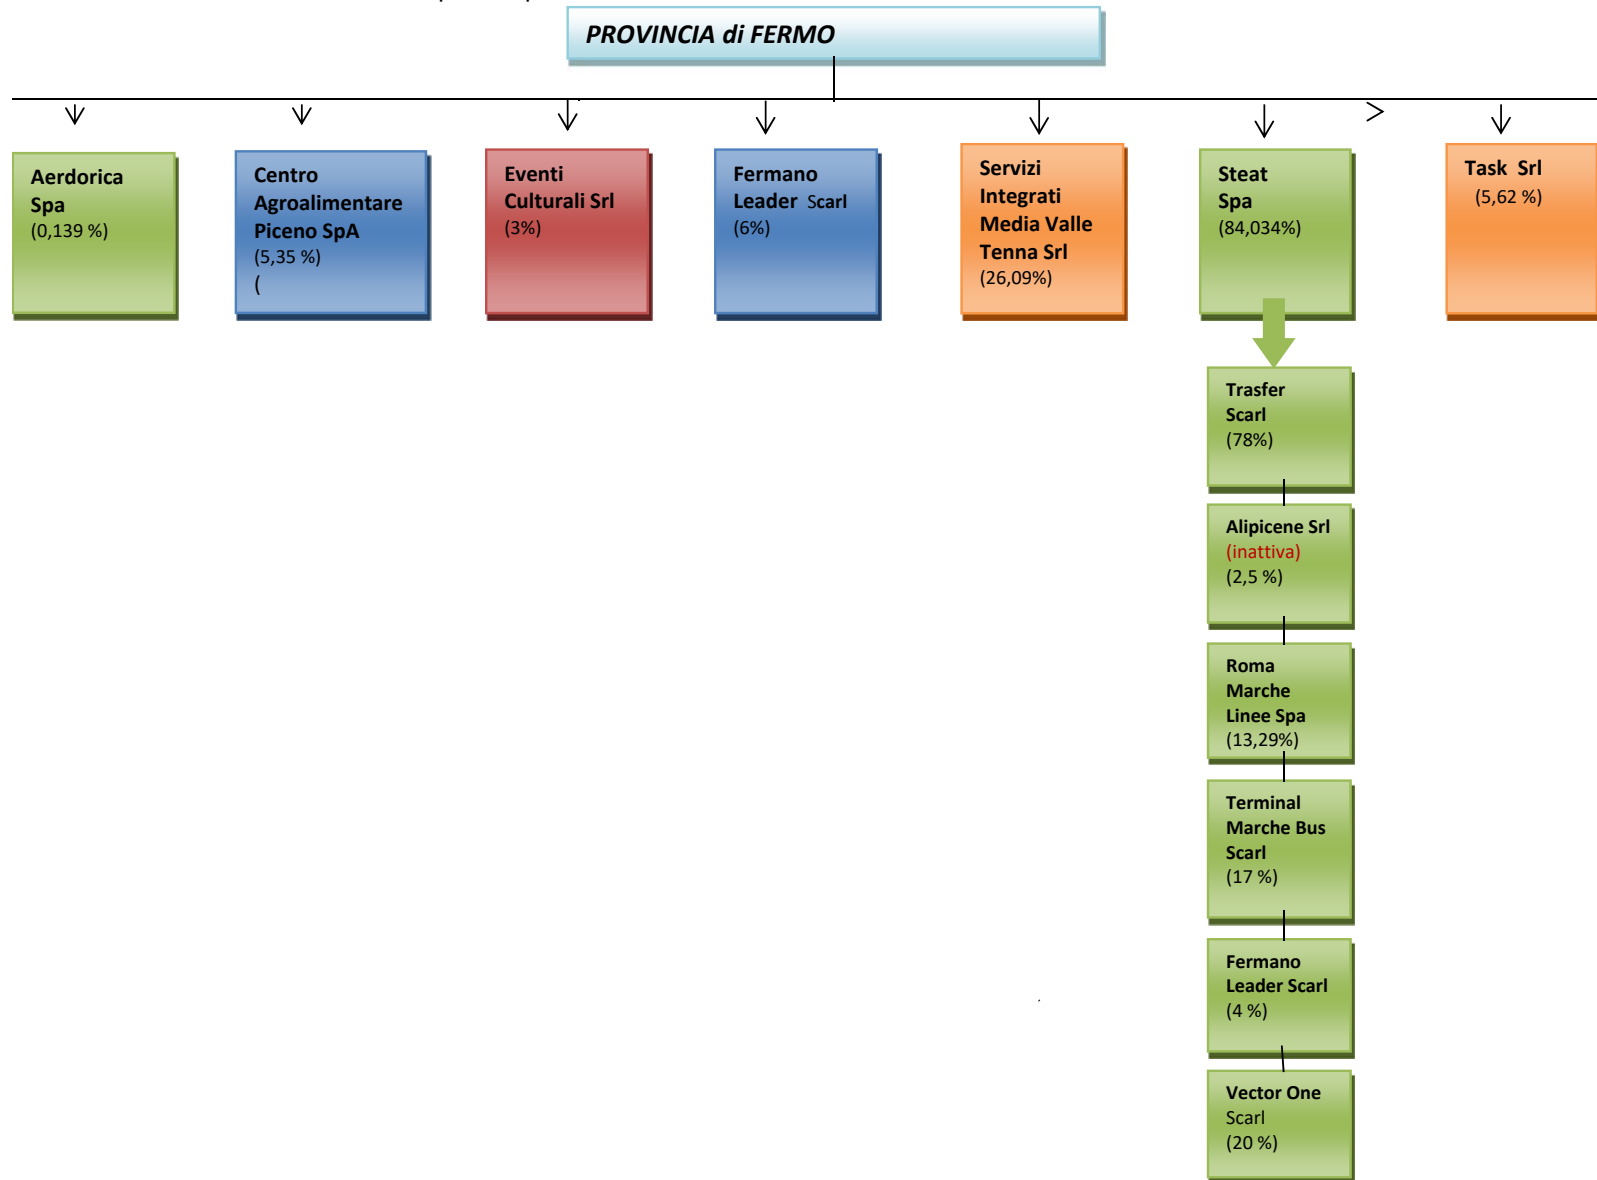 PROVINCIA di FERMO
Aerdorica
Spa
(0,139 %)
Centro
Agroalimentare
Piceno SpA
(5,35 %)
(
Eventi
Culturali Srl
(3%)
Fermano
Leader Scarl
(6%)
Servizi
Integrati
Media Valle
Tenna Srl
(26,09%)
Steat
Spa
(84,034%)
Task Srl
(5,62 %)
Trasfer
Scarl
(78%)
Alipicene Srl
(inattiva)
(2,5 %)
Roma
Marche
Linee Spa
(13,29%)
Terminal
Marche Bus
Scarl
(17 %)
Fermano
Leader Scarl
(4 %)
Vector One
Scarl
(20 %)